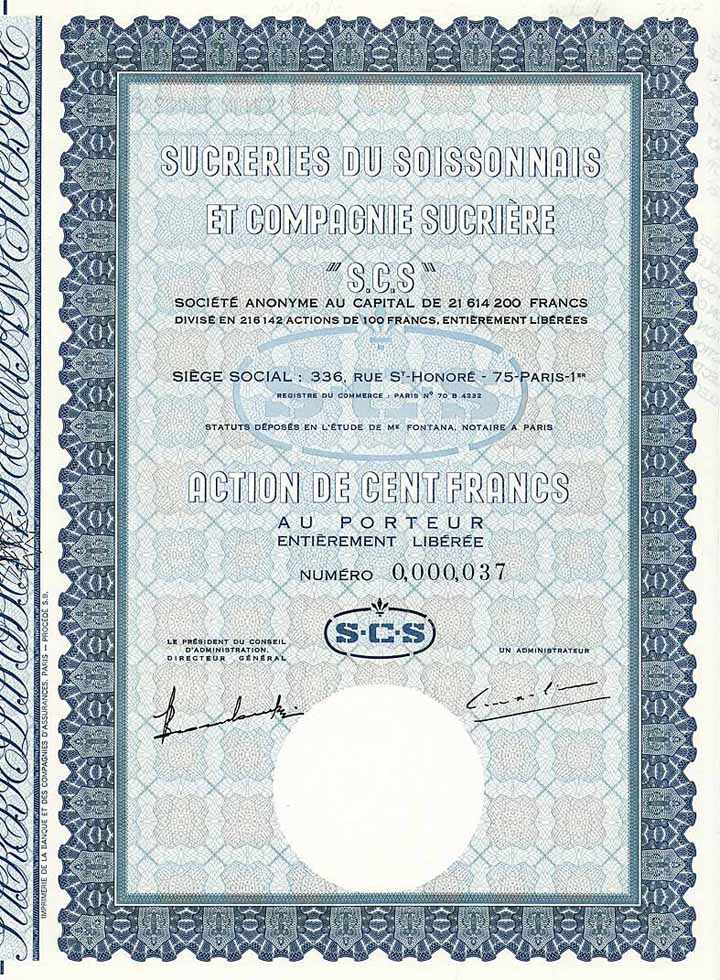 SUCRERIES DU SOISSONNAIS
ET COMPAGNIE SUCRIÈRE
"S.C.S"
SOCIÉTÉ ANONYME AU CAPITAL DE 21 614 200 FRANCS
DIVISÉ EN 216 142 ACTIONS DE 100 FRANCS, ENTIÈREMENT LIBÉRÉES
SIÈGE SOCIAL : 336, RUE ST-HONORÉ - 75-PARIS-1ER
REGISTRE DU COMMERCE : PARIS No 70 B 4232
STATUTS DÉPOSÉS EN L'ÉTUDE DE ME FONTANA, NOTAIRE A PARIS
SCS
ACTION DE CENT FRANCS
AU PORTEUR
ENTIÈREMENT LIBÉRÉE
NUMÉRO 0,000,037
S·C·S
LE PRÉSIDENT DU CONSEIL
D'ADMINISTRATION,
DIRECTEUR GÉNÉRAL
UN ADMINISTRATEUR
IMPRIMERIE DE LA BANQUE ET DES COMPAGNIES D'ASSURANCES, PARIS — PROCÉDÉ S.B.